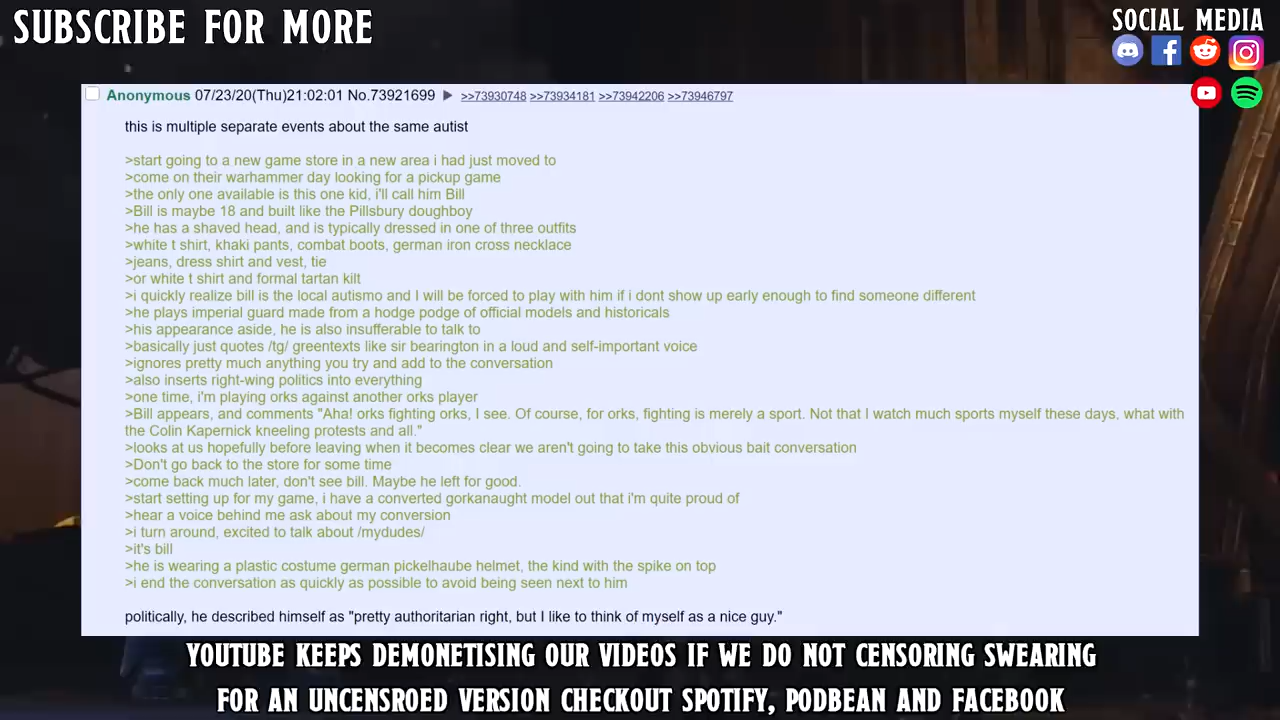 SUBSCRIBE FOR MORE
SOCIAL MEDIA
Anonymous 07/23/20(Thu)21:02:01 No.73921699 ▶ >>73930748 >>73934181 >>73942206 >>73946797
this is multiple separate events about the same autist
>start going to a new game store in a new area i had just moved to
>come on their warhammer day looking for a pickup game
>the only one available is this one kid, i'll call him Bill
>Bill is maybe 18 and built like the Pillsbury doughboy
>he has a shaved head, and is typically dressed in one of three outfits
>white t shirt, khaki pants, combat boots, german iron cross necklace
>jeans, dress shirt and vest, tie
>or white t shirt and formal tartan kilt
>i quickly realize bill is the local autismo and I will be forced to play with him if i dont show up early enough to find someone different
>he plays imperial guard made from a hodge podge of official models and historicals
>his appearance aside, he is also insufferable to talk to
>basically just quotes /tg/ greentexts like sir bearington in a loud and self-important voice
>ignores pretty much anything you try and add to the conversation
>also inserts right-wing politics into everything
>one time, i'm playing orks against another orks player
>Bill appears, and comments "Aha! orks fighting orks, I see. Of course, for orks, fighting is merely a sport. Not that I watch much sports myself these days, what with
the Colin Kapernick kneeling protests and all."
>looks at us hopefully before leaving when it becomes clear we aren't going to take this obvious bait conversation
>Don't go back to the store for some time
>come back much later, don't see bill. Maybe he left for good.
>start setting up for my game, i have a converted gorkanaught model out that i'm quite proud of
>hear a voice behind me ask about my conversion
>i turn around, excited to talk about /mydudes/
>it's bill
>he is wearing a plastic costume german pickelhaube helmet, the kind with the spike on top
>i end the conversation as quickly as possible to avoid being seen next to him
politically, he described himself as "pretty authoritarian right, but I like to think of myself as a nice guy."
YOUTUBE KEEPS DEMONETISING OUR VIDEOS IF WE DO NOT CENSORING SWEARING
FOR AN UNCENSROED VERSION CHECKOUT SPOTIFY, PODBEAN AND FACEBOOK